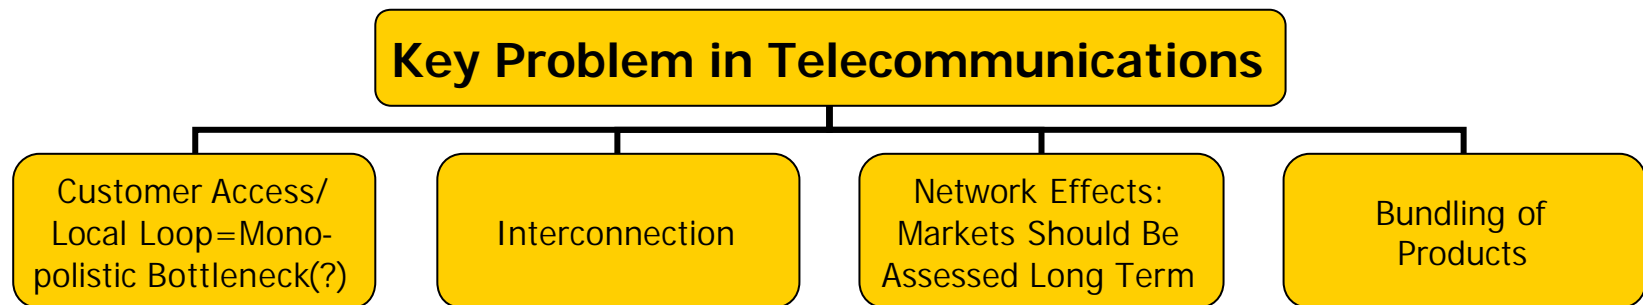 Key Problem in Telecommunications
Customer Access/
Local Loop=Mono-
polistic Bottleneck(?)
Interconnection
Network Effects:
Markets Should Be
Assessed Long Term
Bundling of
Products